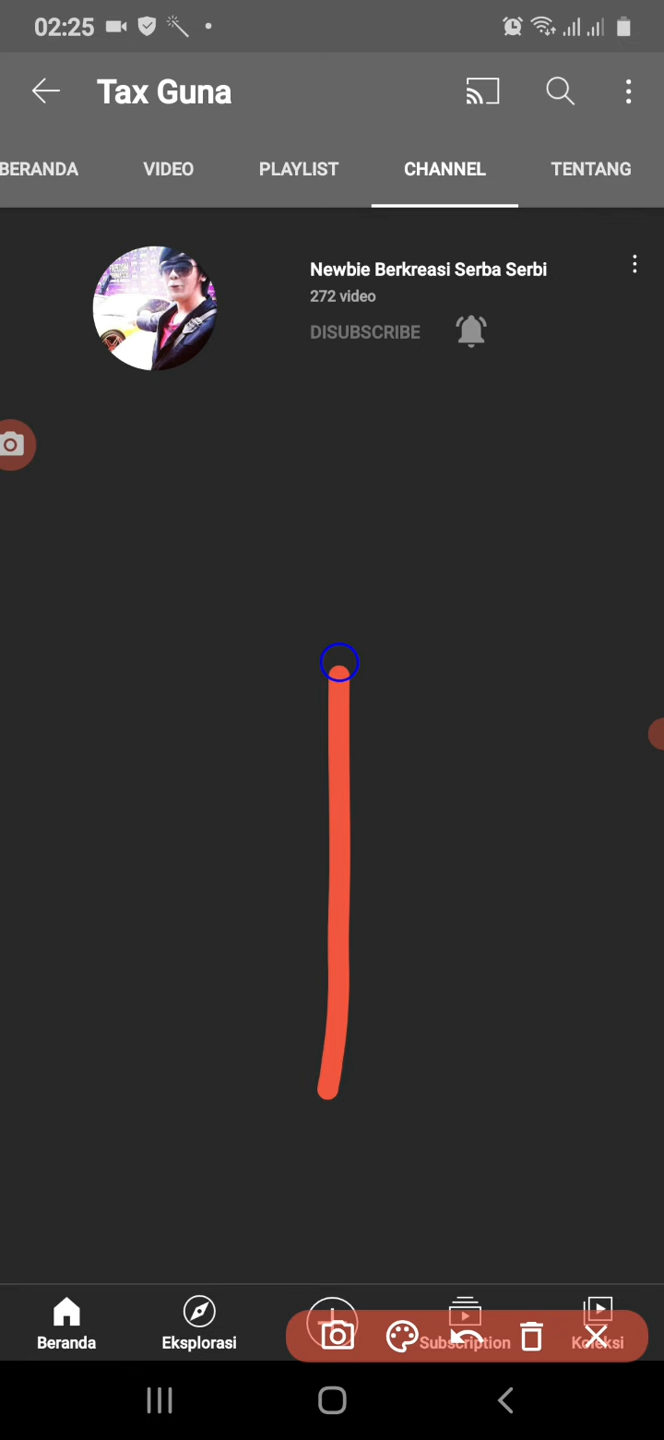 02:25
Tax Guna
BERANDA VIDEO PLAYLIST CHANNEL TENTANG
Newbie Berkreasi Serba Serbi
272 video
DISUBSCRIBE
Beranda Eksplorasi Subscription Koleksi